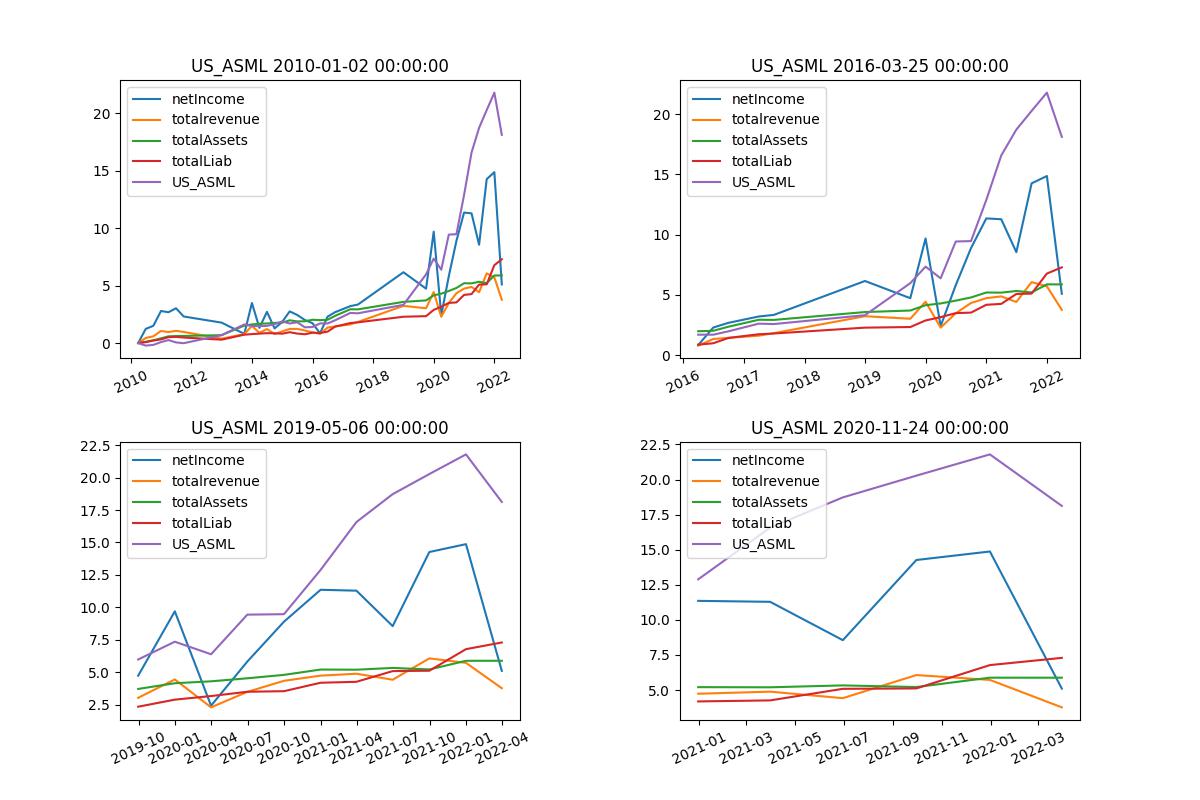 US_ASML 2010-01-02 00:00:00
netIncome
totalrevenue
totalAssets
totalLiab
US_ASML
20
15
10
5
0
2010
2012
2014
2016
2018
2020
2022
US_ASML 2016-03-25 00:00:00
netIncome
totalrevenue
totalAssets
totalLiab
US_ASML
20
15
10
5
0
2016
2017
2018
2019
2020
2021
2022
US_ASML 2019-05-06 00:00:00
netIncome
totalrevenue
totalAssets
totalLiab
US_ASML
22.5
20.0
17.5
15.0
12.5
10.0
7.5
5.0
2.5
2019-10
2020-01
2020-04
2020-07
2020-10
2021-01
2021-04
2021-07
2021-10
2022-01
2022-04
US_ASML 2020-11-24 00:00:00
netIncome
totalrevenue
totalAssets
totalLiab
US_ASML
22.5
20.0
17.5
15.0
12.5
10.0
7.5
5.0
2021-01
2021-03
2021-05
2021-07
2021-09
2021-11
2022-01
2022-03